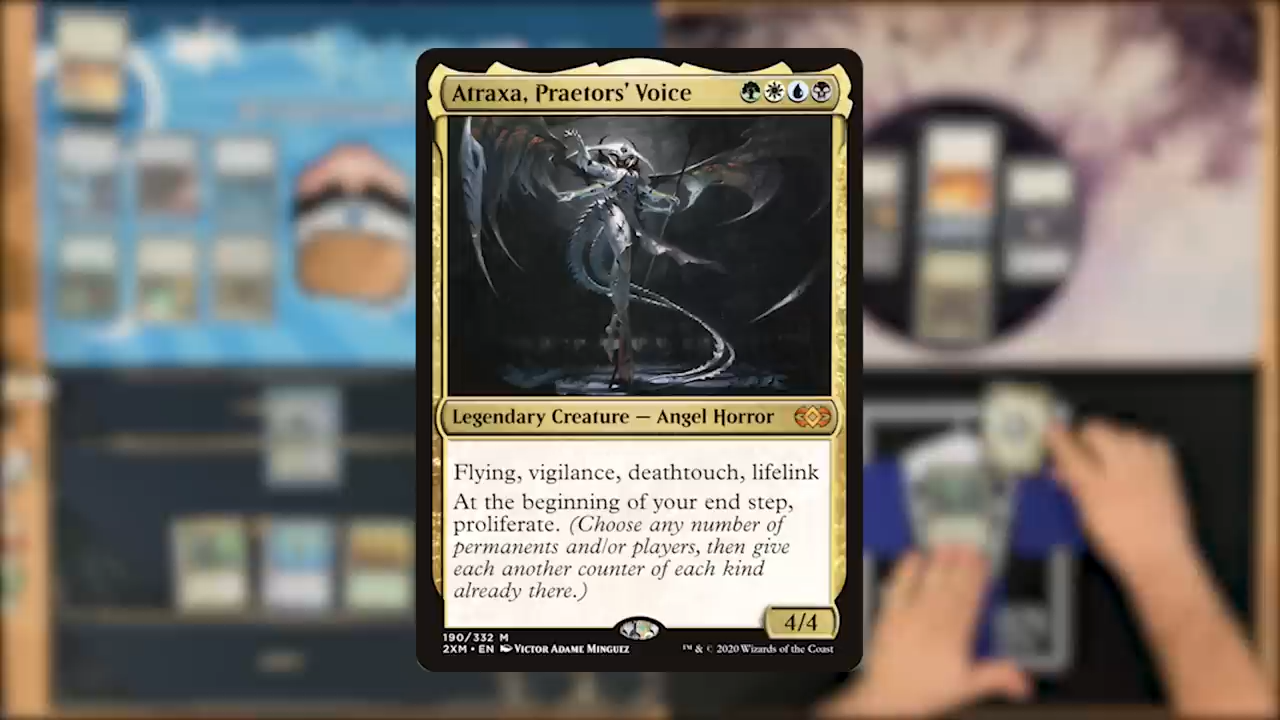 Atraxa, Praetors' Voice
Legendary Creature — Angel Horror
Flying, vigilance, deathtouch, lifelink
At the beginning of your end step,
proliferate. (Choose any number of
permanents and/or players, then give
each another counter of each kind
already there.)
4/4
190/332 M
2XM • EN Victor Adame Minguez
™ & © 2020 Wizards of the Coast